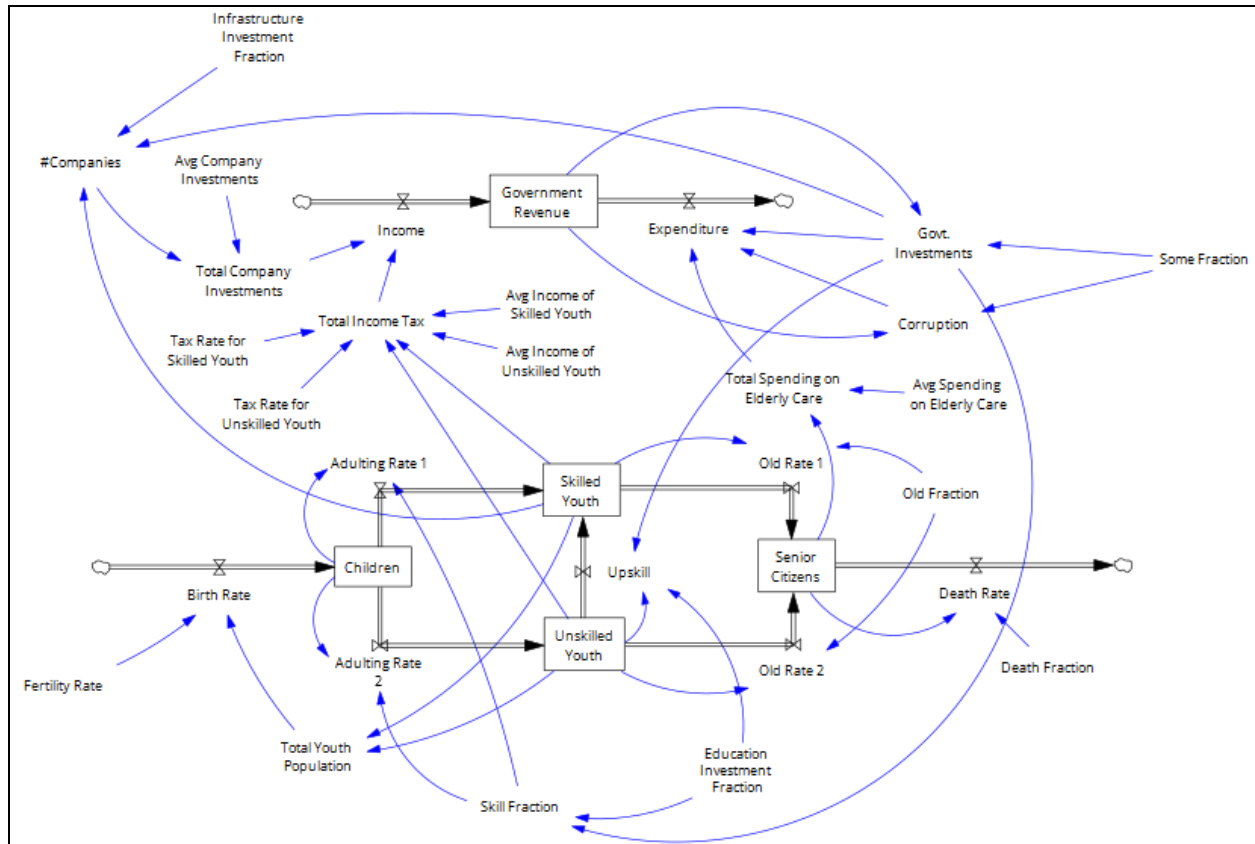 Infrastructure
Investment
Fraction
#Companies
Avg Company
Investments
Government
Revenue
Income
Expenditure
Govt.
Investments
Some Fraction
Total Company
Investments
Avg Income of
Skilled Youth
Total Income Tax
Corruption
Tax Rate for
Skilled Youth
Avg Income of
Unskilled Youth
Total Spending on
Elderly Care
Avg Spending
on Elderly Care
Tax Rate for
Unskilled Youth
Adulting Rate 1
Skilled
Youth
Old Rate 1
Old Fraction
Children
Upskill
Senior
Citizens
Birth Rate
Death Rate
Unskilled
Youth
Adulting Rate
2
Old Rate 2
Death Fraction
Fertility Rate
Total Youth
Population
Education
Investment
Fraction
Skill Fraction